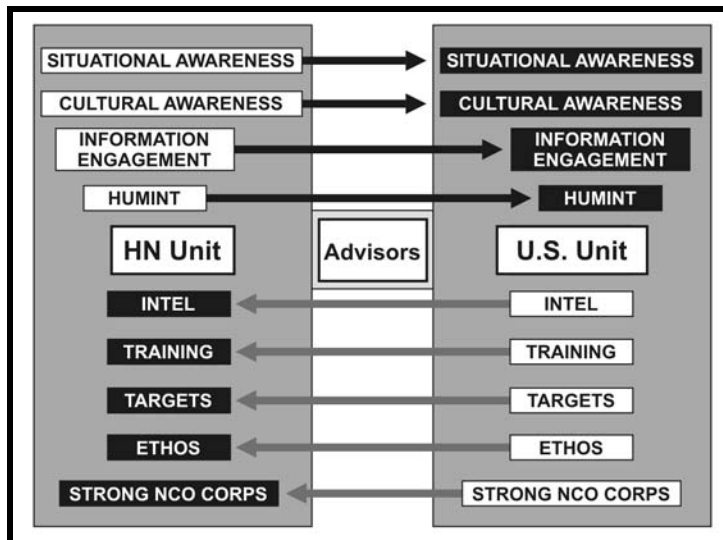 SITUATIONAL AWARENESS
SITUATIONAL AWARENESS
CULTURAL AWARENESS
CULTURAL AWARENESS
INFORMATION
ENGAGEMENT
INFORMATION
ENGAGEMENT
HUMINT
HUMINT
HN Unit
Advisors
U.S. Unit
INTEL
INTEL
TRAINING
TRAINING
TARGETS
TARGETS
ETHOS
ETHOS
STRONG NCO CORPS
STRONG NCO CORPS